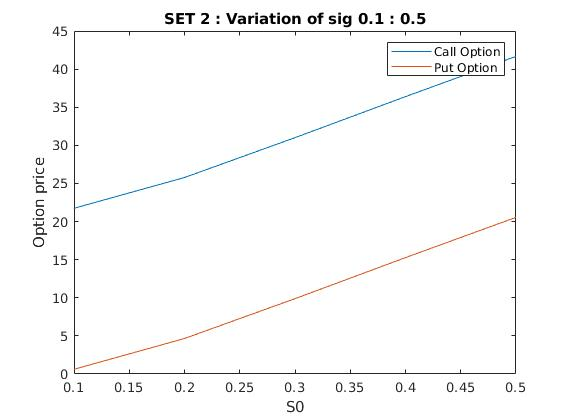 SET 2 : Variation of sig 0.1 : 0.5
45
40
35
30
25
20
15
10
5
0
Option price
Call Option
Put Option
0.1 0.15 0.2 0.25 0.3 0.35 0.4 0.45 0.5
S0